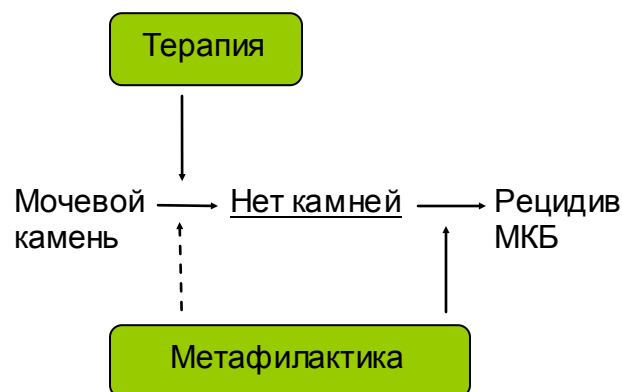 Терапия
Мочевой
камень
Нет камней
Рецидив
МКБ
Метафилактика